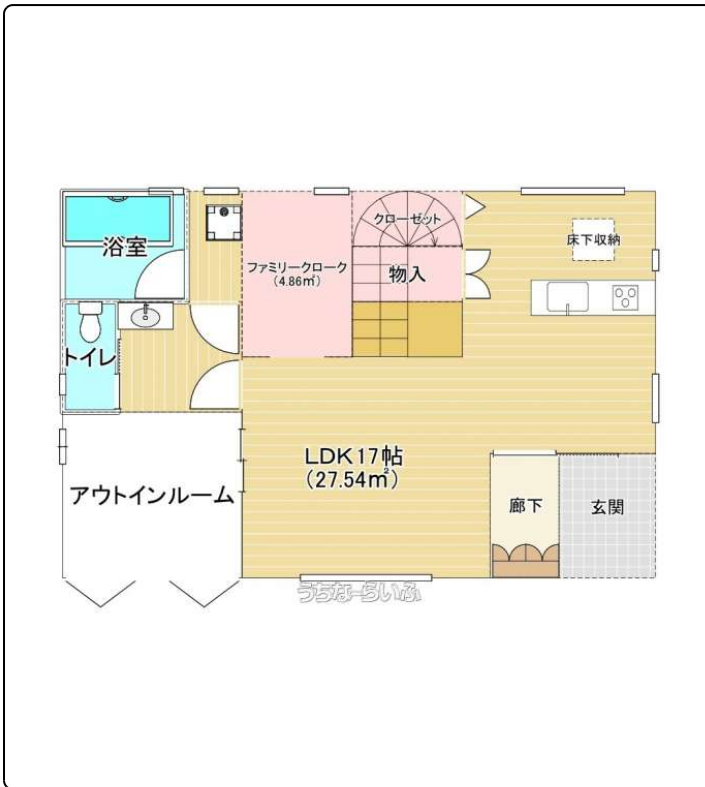 クローゼット
床下収納
浴室
ファミリークローク
(4.86㎡)
物入
トイレ
LDK17帖
(27.54㎡)
アウトインルーム
廊下
玄関
うちなーらいふ